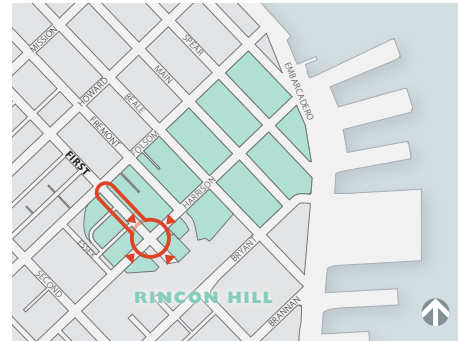 MISSION
SPEAR
EMBARCADERO
MAIN
HOWARD
BEALE
FREMONT
FOLSOM
FIRST
HARRISON
ESSEX
BRYANT
SECOND
RINCON HILL
BRANNAN